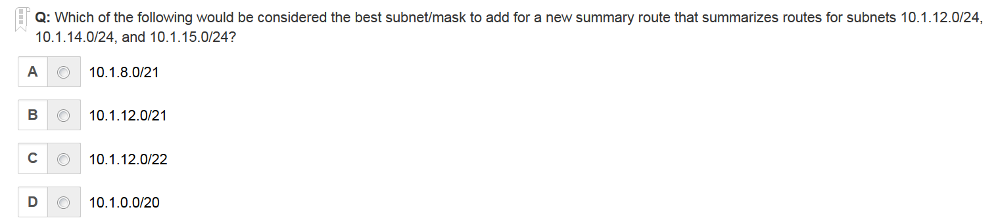 Q: Which of the following would be considered the best subnet/mask to add for a new summary route that summarizes routes for subnets 10.1.12.0/24,
10.1.14.0/24, and 10.1.15.0/24?
A 10.1.8.0/21
B 10.1.12.0/21
C 10.1.12.0/22
D 10.1.0.0/20